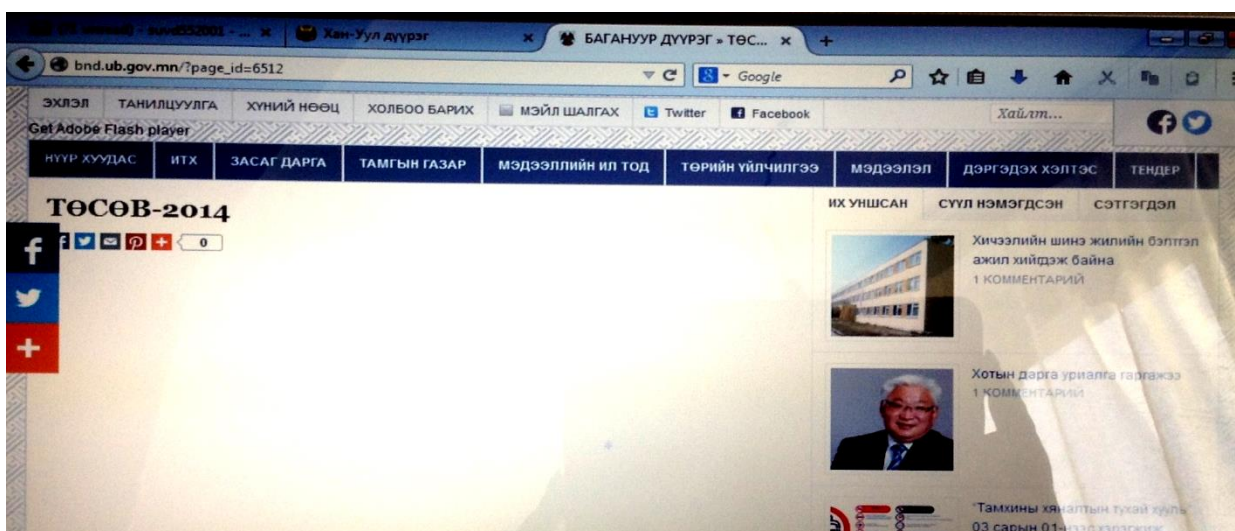 suvd552001 - ...
Хан-Уул дүүрэг
БАГАНУУР ДҮҮРЭГ » ТӨС...
bnd.ub.gov.mn/?page_id=6512
Google
ЭХЛЭЛ ТАНИЛЦУУЛГА ХҮНИЙ НӨӨЦ ХОЛБОО БАРИХ МЭЙЛ ШАЛГАХ Twitter Facebook
Хайлт...
Get Adobe Flash player
НҮҮР ХУУДАС ИТХ ЗАСАГ ДАРГА ТАМГЫН ГАЗАР МЭДЭЭЛЛИЙН ИЛ ТОД ТӨРИЙН ҮЙЛЧИЛГЭЭ МЭДЭЭЛЭЛ ДЭРГЭДЭХ ХЭЛТЭС ТЕНДЕР
ТӨСӨВ-2014
0
ИХ УНШСАН СҮҮЛ НЭМЭГДСЭН СЭТГЭГДЭЛ
Хичээлийн шинэ жилийн бэлтгэл
ажил хийгдэж байна
1 КОММЕНТАРИЙ
Хотын дарга уриалга гаргажээ
1 КОММЕНТАРИЙ
"Тамхины хяналтын тухай хууль"
03 сарын 01-нээс хэрэгжиж